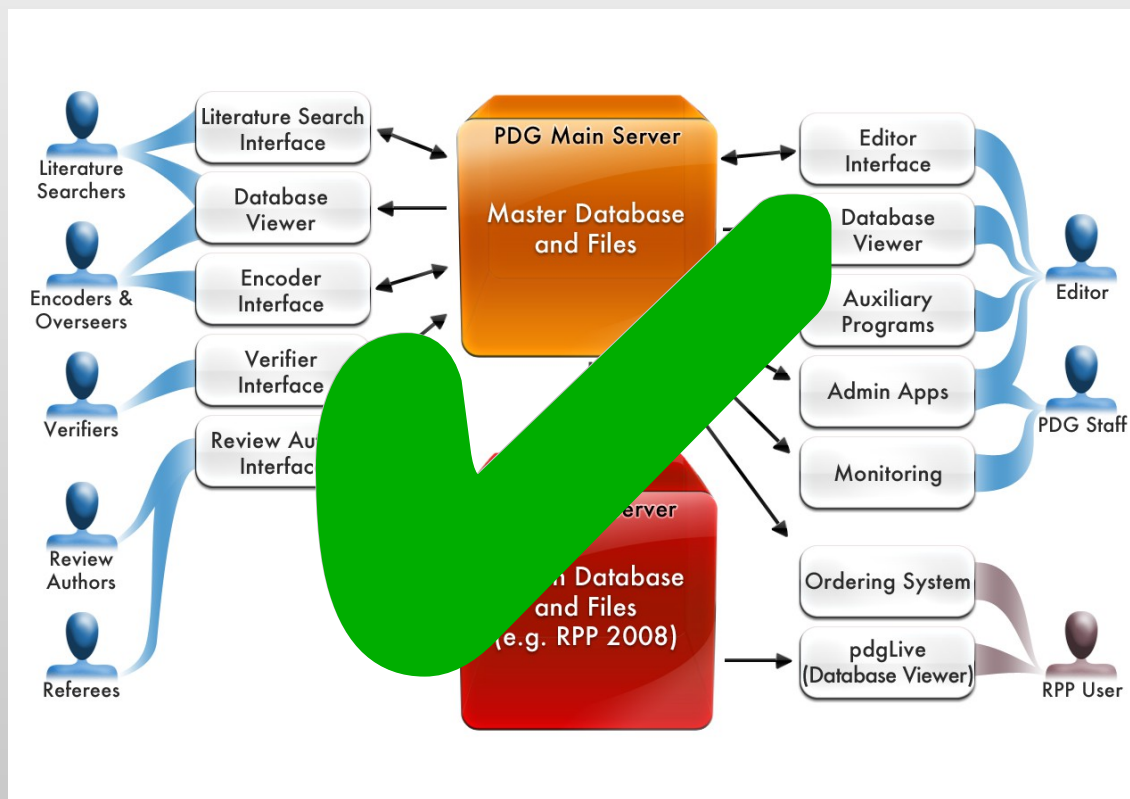 Literature
Searchers
Encoders &
Overseers
Verifiers
Review
Authors
Referees
Literature Search
Interface
Database
Viewer
Encoder
Interface
Verifier
Interface
Review
PDG Main Server
Master Database
and Files
Database
and Files
(e.g. RPP 2008)
Editor
Interface
Database
Viewer
Auxiliary
Programs
Admin Apps
Monitoring
Ordering System
pdgLive
(Database Viewer)
Editor
PDG Staff
RPP User